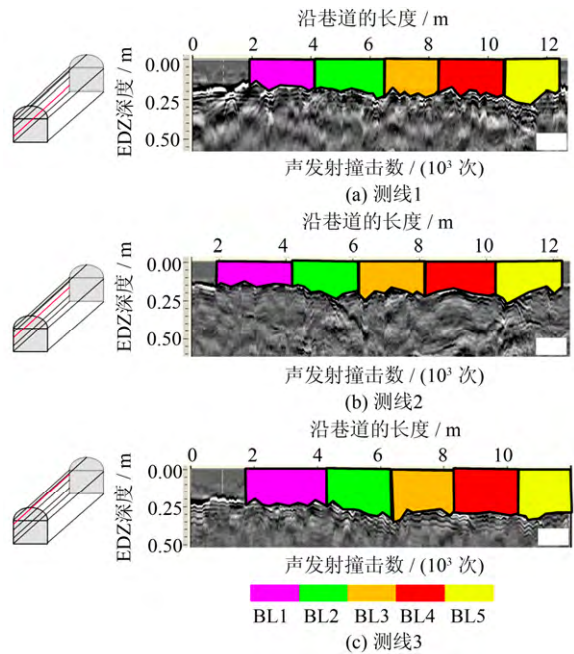 沿巷道的长度 / m
0 2 4 6 8 10 12
0.00
0.25
0.50
EDZ深度 / m
声发射撞击数 / (10³ 次)
(a) 测线1
沿巷道的长度 / m
0 2 4 6 8 10 12
0.00
0.25
0.50
EDZ深度 / m
声发射撞击数 / (10³ 次)
(b) 测线2
沿巷道的长度 / m
0 2 4 6 8 10
0.00
0.25
0.50
EDZ深度 / m
声发射撞击数 / (10³ 次)
BL1 BL2 BL3 BL4 BL5
(c) 测线3